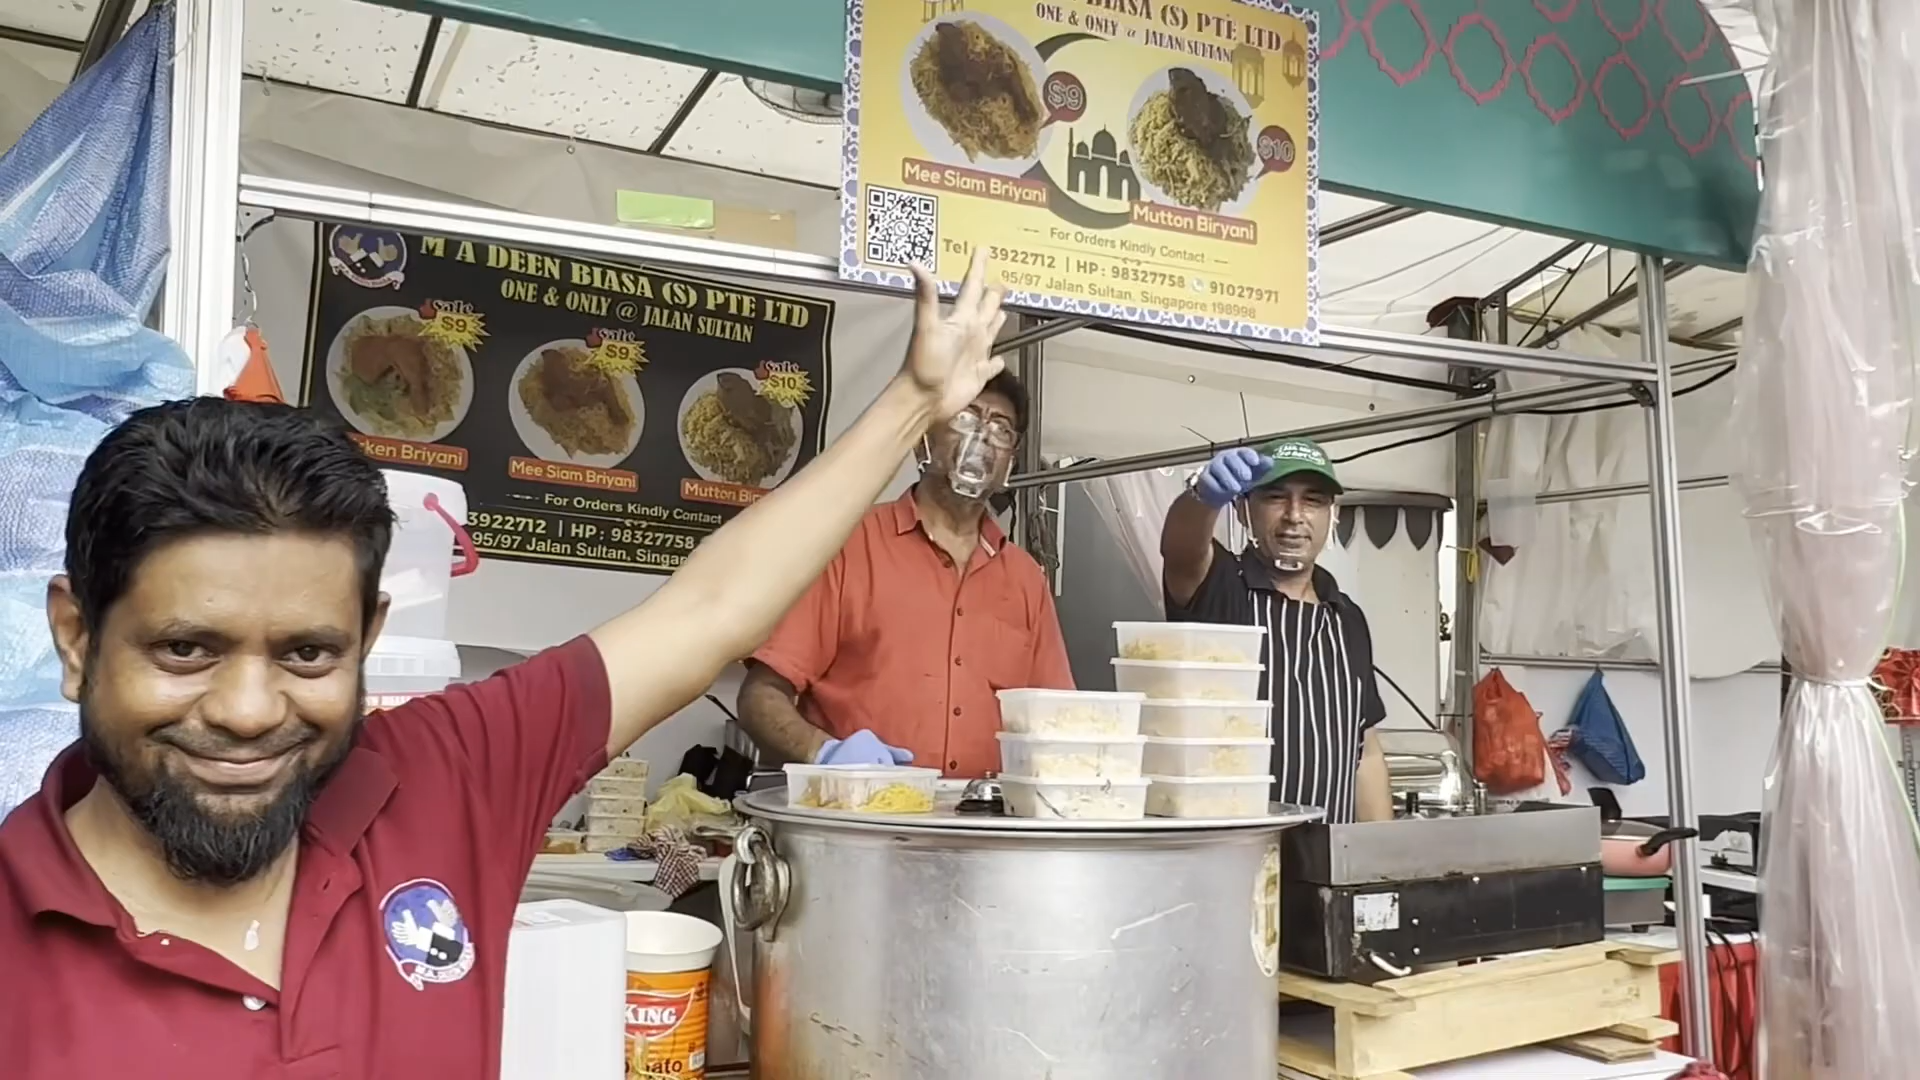 BIASA (S) PTE LTD
ONE & ONLY @ JALAN SULTAN
$9
$10
Mee Siam Briyani
Mutton Biryani
For Orders Kindly Contact
Tel 3922712 | HP: 98327758 91027971
95/97 Jalan Sultan, Singapore 198998
M A DEEN BIASA (S) PTE LTD
ONE & ONLY @ JALAN SULTAN
Sale
$9
Sale
$9
Sale
$10
Briyani
Mee Siam Briyani
Mutton
For Orders Kindly Contact
3922712 | HP: 98327758
95/97 Jalan Sultan,
KING